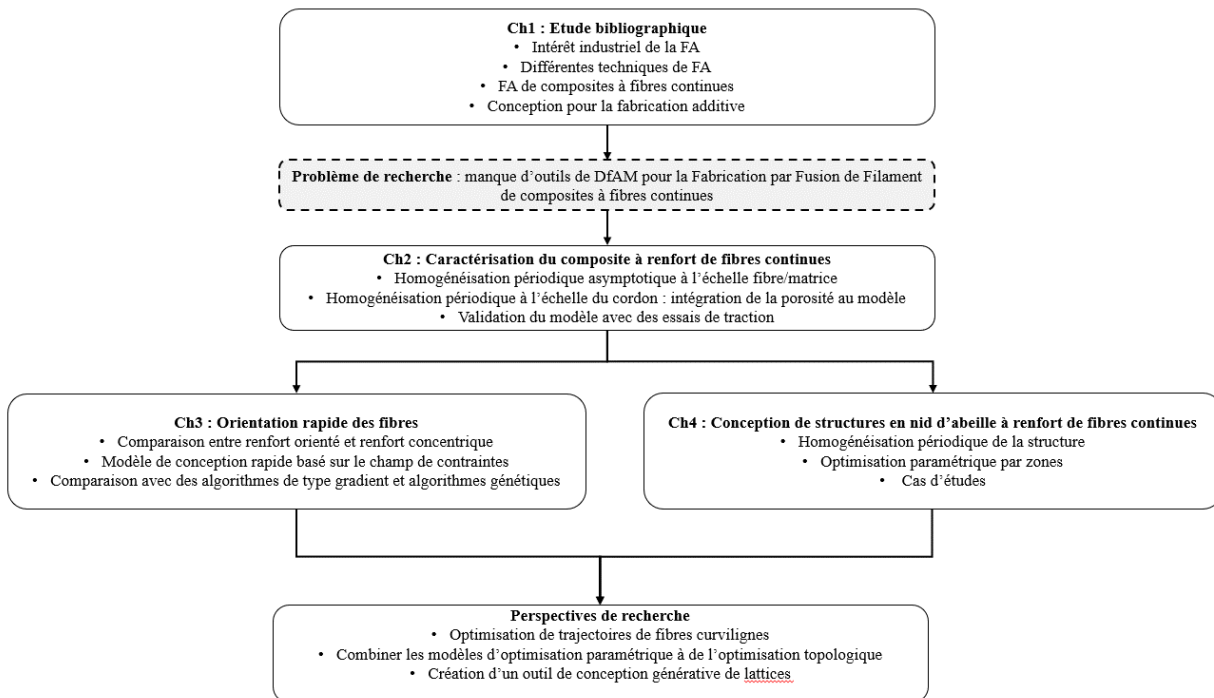 Ch1 : Etude bibliographique
• Intérêt industriel de la FA
• Différentes techniques de FA
• FA de composites à fibres continues
• Conception pour la fabrication additive
Problème de recherche : manque d’outils de DfAM pour la Fabrication par Fusion de Filament
de composites à fibres continues
Ch2 : Caractérisation du composite à renfort de fibres continues
• Homogénéisation périodique asymptotique à l’échelle fibre/matrice
• Homogénéisation périodique à l’échelle du cordon : intégration de la porosité au modèle
• Validation du modèle avec des essais de traction
Ch3 : Orientation rapide des fibres
• Comparaison entre renfort orienté et renfort concentrique
• Modèle de conception rapide basé sur le champ de contraintes
• Comparaison avec des algorithmes de type gradient et algorithmes génétiques
Ch4 : Conception de structures en nid d’abeille à renfort de fibres continues
• Homogénéisation périodique de la structure
• Optimisation paramétrique par zones
• Cas d’études
Perspectives de recherche
• Optimisation de trajectoires de fibres curvilignes
• Combiner les modèles d’optimisation paramétrique à de l’optimisation topologique
• Création d’un outil de conception générative de lattices